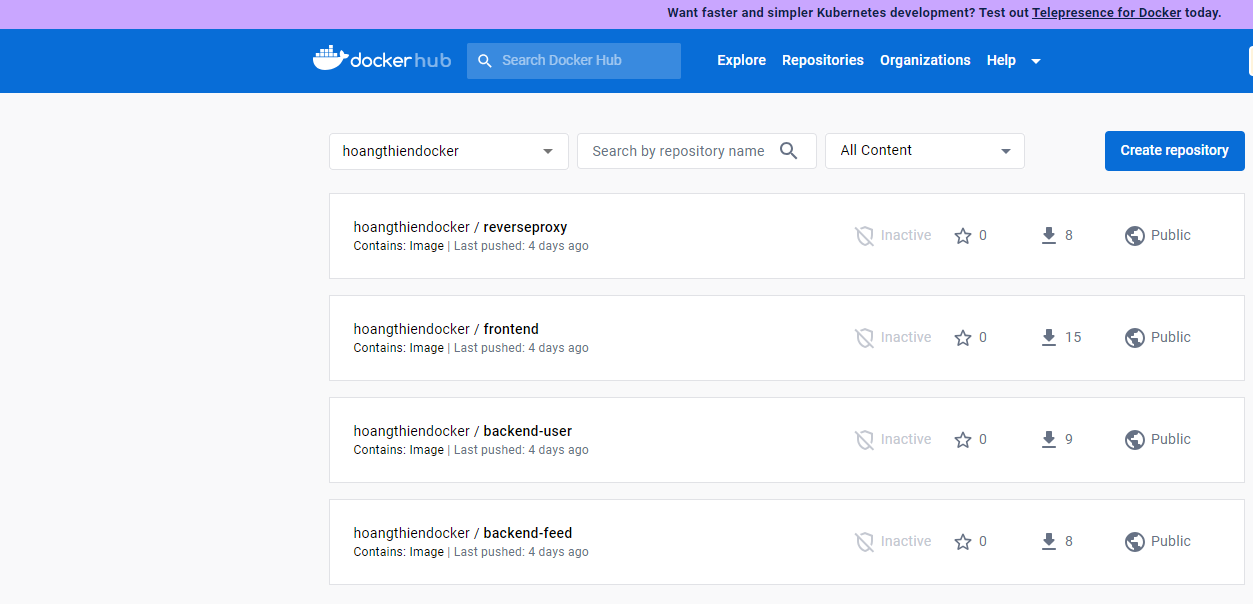 Want faster and simpler Kubernetes development? Test out Telepresence for Docker today.
docker hub Search Docker Hub Explore Repositories Organizations Help
hoangthiendocker Search by repository name All Content Create repository
hoangthiendocker / reverseproxy
Contains: Image | Last pushed: 4 days ago
Inactive 0 8 Public
hoangthiendocker / frontend
Contains: Image | Last pushed: 4 days ago
Inactive 0 15 Public
hoangthiendocker / backend-user
Contains: Image | Last pushed: 4 days ago
Inactive 0 9 Public
hoangthiendocker / backend-feed
Contains: Image | Last pushed: 4 days ago
Inactive 0 8 Public